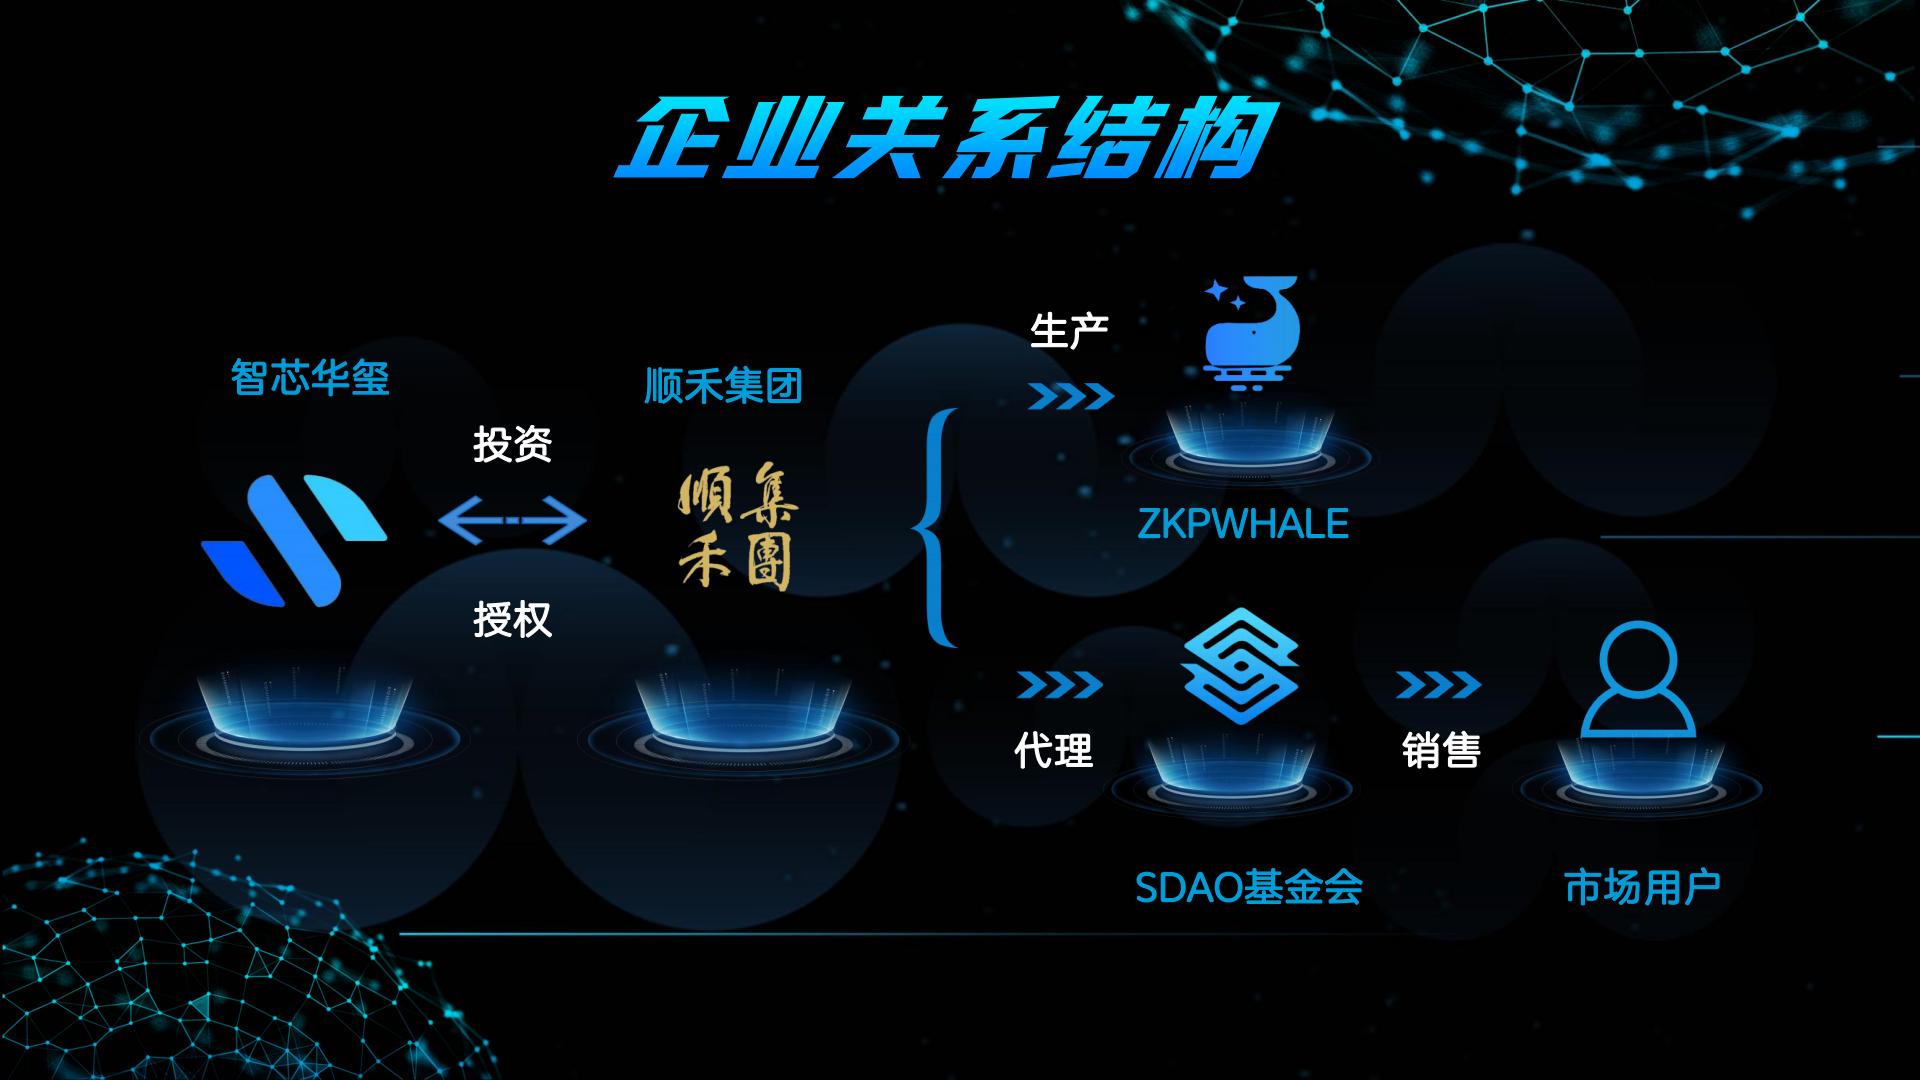 企业关系结构
智芯华玺
投资
授权
顺禾集团
順集
禾團
生产
ZKPWHALE
代理
SDAO基金会
销售
市场用户